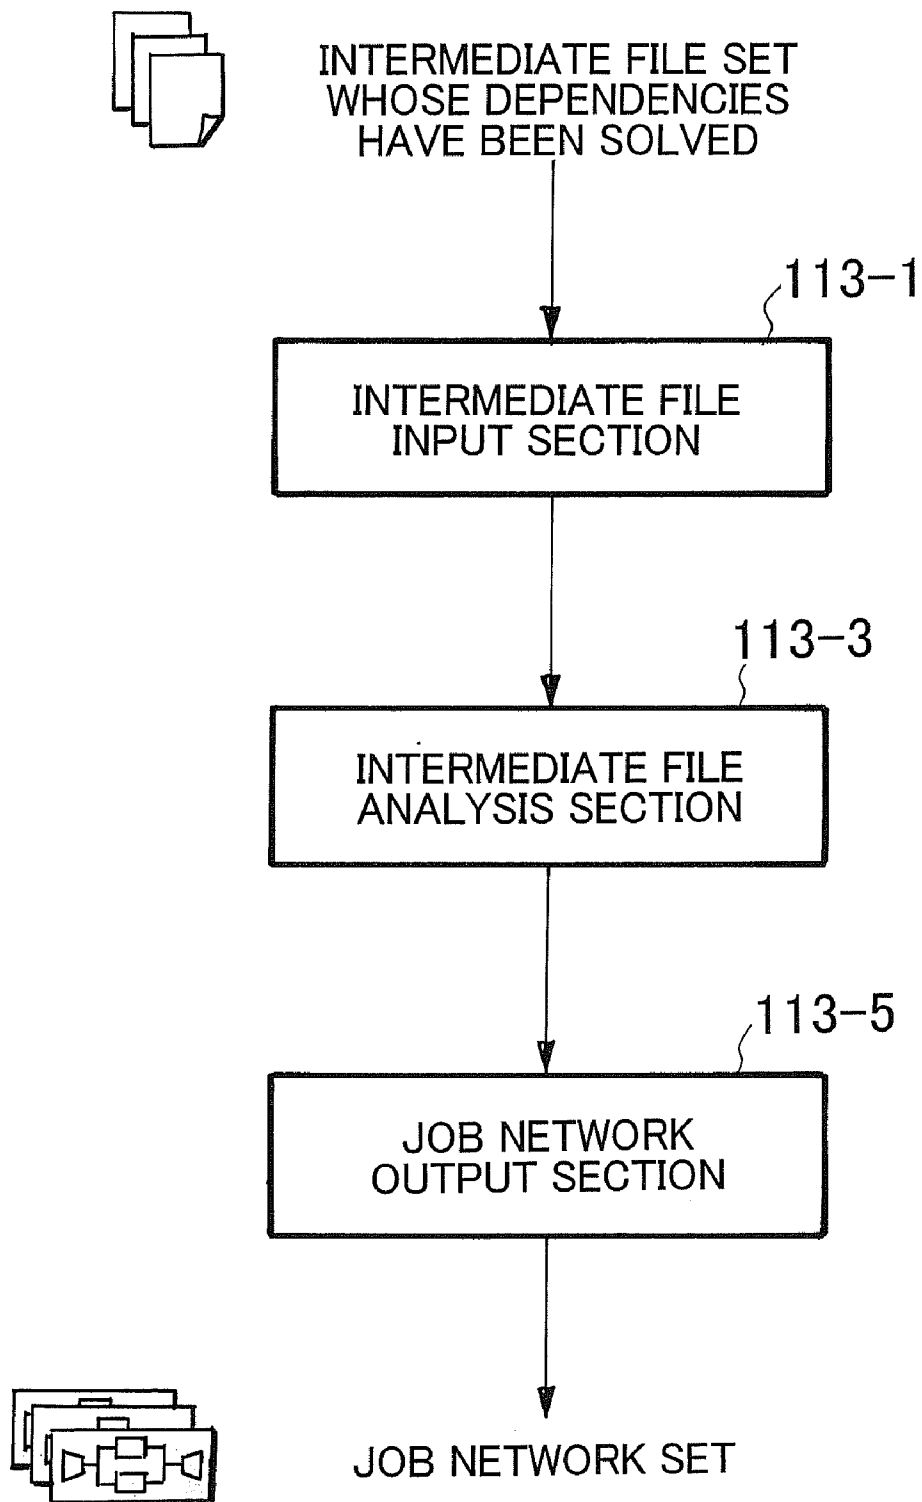 INTERMEDIATE FILE SET
WHOSE DEPENDENCIES
HAVE BEEN SOLVED
113-1
INTERMEDIATE FILE
INPUT SECTION
113-3
INTERMEDIATE FILE
ANALYSIS SECTION
113-5
JOB NETWORK
OUTPUT SECTION
JOB NETWORK SET